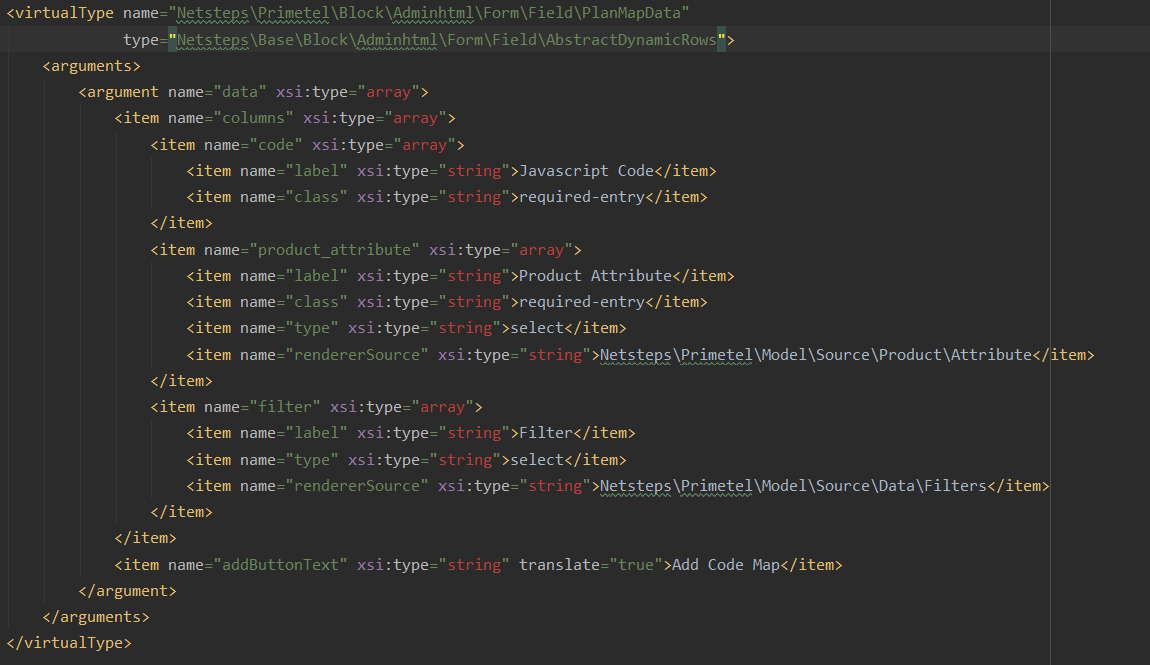 <virtualType name="Netsteps\Primetel\Block\Adminhtml\Form\Field\PlanMapData"
             type="Netsteps\Base\Block\Adminhtml\Form\Field\AbstractDynamicRows">
    <arguments>
        <argument name="data" xsi:type="array">
            <item name="columns" xsi:type="array">
                <item name="code" xsi:type="array">
                    <item name="label" xsi:type="string">Javascript Code</item>
                    <item name="class" xsi:type="string">required-entry</item>
                </item>
                <item name="product_attribute" xsi:type="array">
                    <item name="label" xsi:type="string">Product Attribute</item>
                    <item name="class" xsi:type="string">required-entry</item>
                    <item name="type" xsi:type="string">select</item>
                    <item name="rendererSource" xsi:type="string">Netsteps\Primetel\Model\Source\Product\Attribute</item>
                </item>
                <item name="filter" xsi:type="array">
                    <item name="label" xsi:type="string">Filter</item>
                    <item name="type" xsi:type="string">select</item>
                    <item name="rendererSource" xsi:type="string">Netsteps\Primetel\Model\Source\Data\Filters</item>
                </item>
            </item>
            <item name="addButtonText" xsi:type="string" translate="true">Add Code Map</item>
        </argument>
    </arguments>
</virtualType>